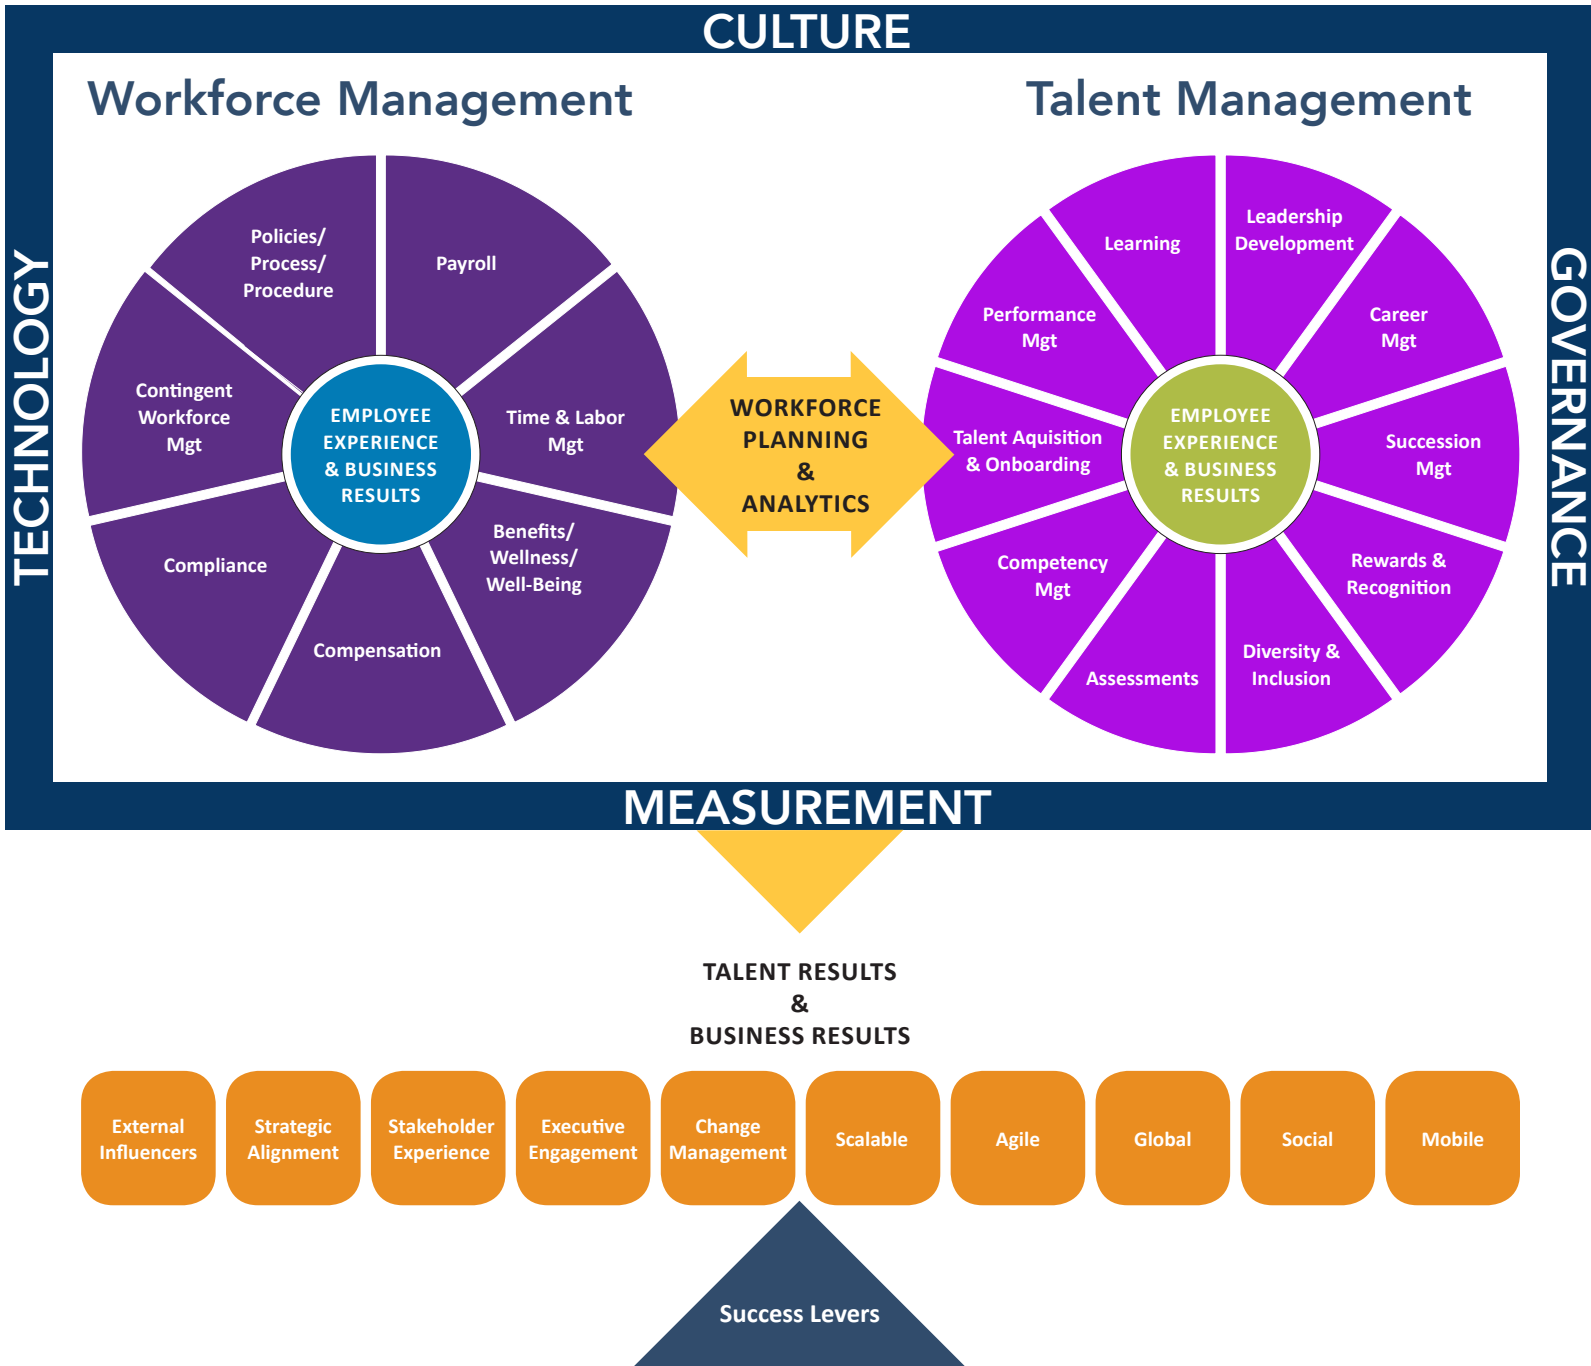 CULTURE
Workforce Management
Talent Management
TECHNOLOGY
GOVERNANCE
Policies/
Process/
Procedure
Payroll
Contingent
Workforce
Mgt
Time & Labor
Mgt
EMPLOYEE
EXPERIENCE
& BUSINESS
RESULTS
Compliance
Benefits/
Wellness/
Well-Being
Compensation
WORKFORCE
PLANNING
&
ANALYTICS
Learning
Leadership
Development
Performance
Mgt
Career
Mgt
Talent Aquisition
& Onboarding
EMPLOYEE
EXPERIENCE
& BUSINESS
RESULTS
Succession
Mgt
Competency
Mgt
Rewards &
Recognition
Assessments
Diversity &
Inclusion
MEASUREMENT
TALENT RESULTS
&
BUSINESS RESULTS
External
Influencers
Strategic
Alignment
Stakeholder
Experience
Executive
Engagement
Change
Management
Scalable
Agile
Global
Social
Mobile
Success Levers